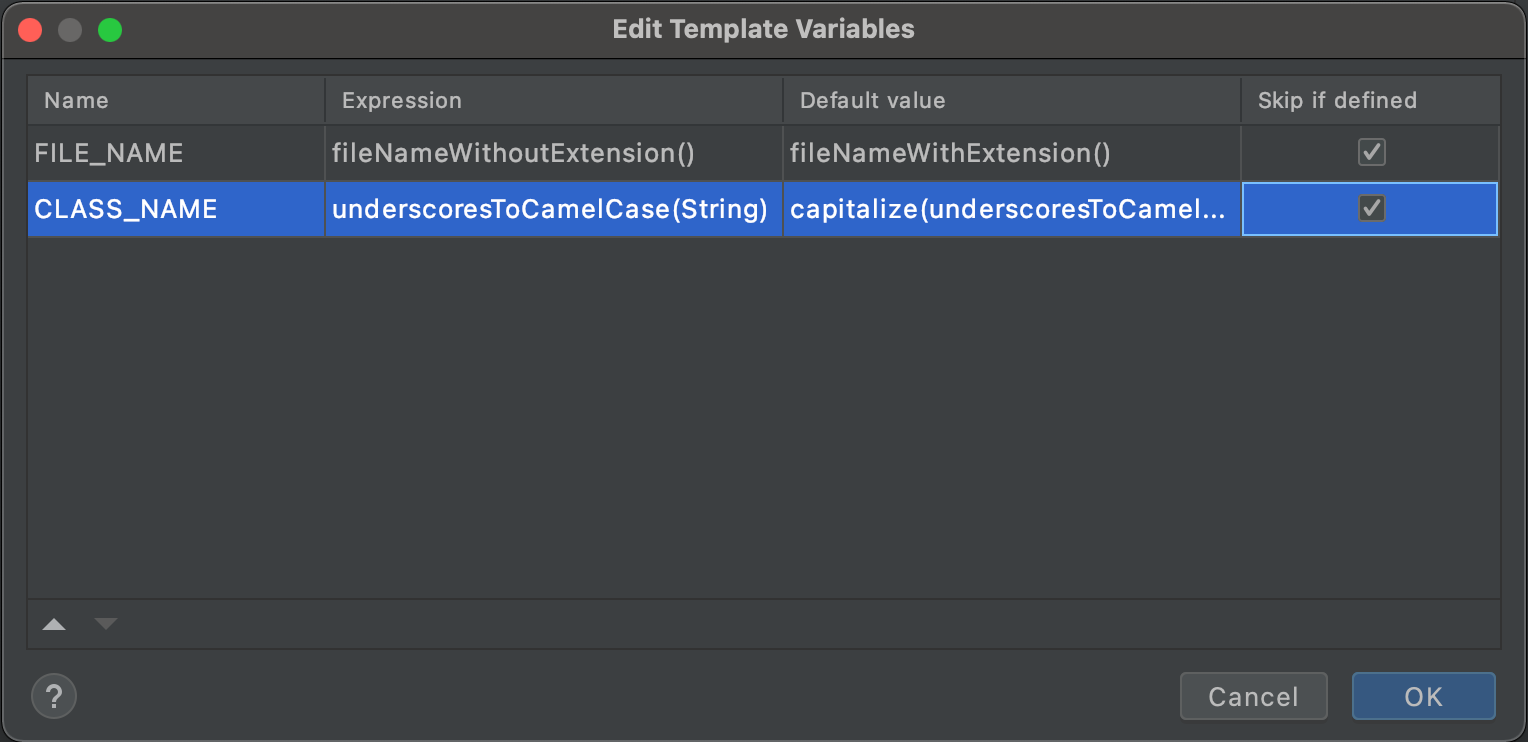 Edit Template Variables
Name Expression Default value Skip if defined
FILE_NAME fileNameWithoutExtension() fileNameWithExtension()
CLASS_NAME underscoresToCamelCase(String) capitalize(underscoresToCamel...
? Cancel OK